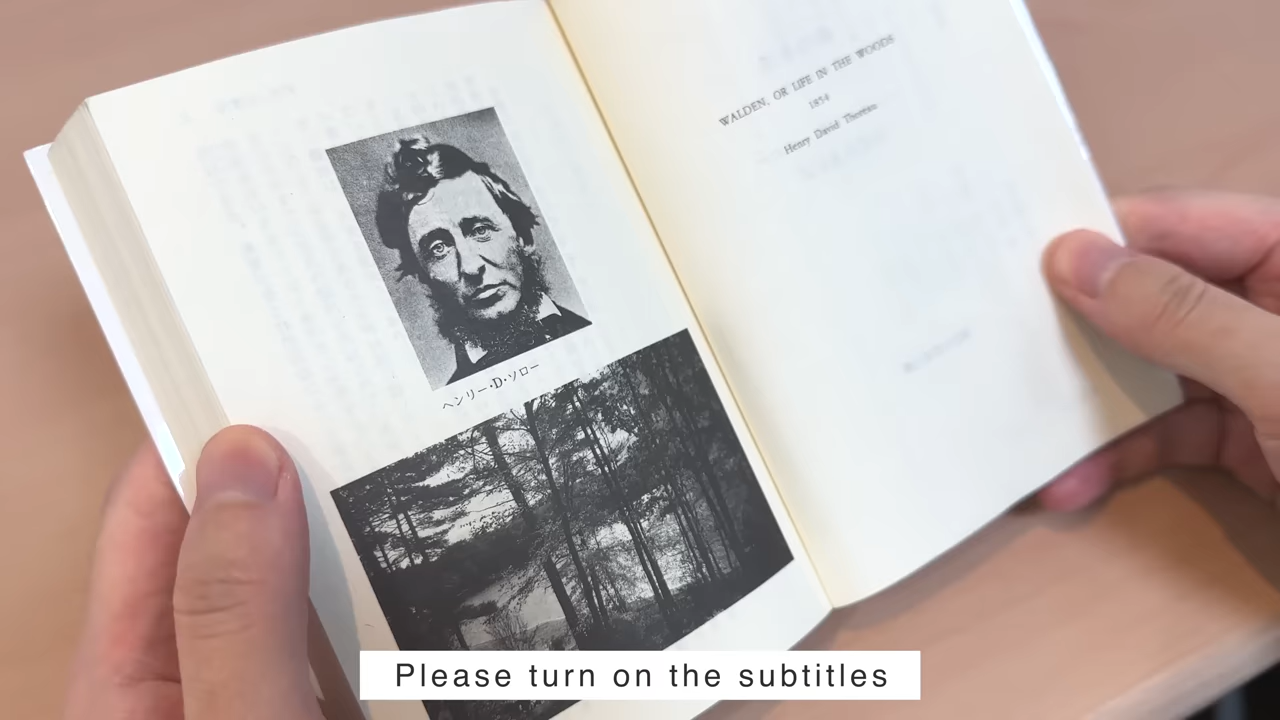 ヘンリー・D・ソロー
WALDEN, OR LIFE IN THE WOODS
1854
Henry David Thoreau
Please turn on the subtitles